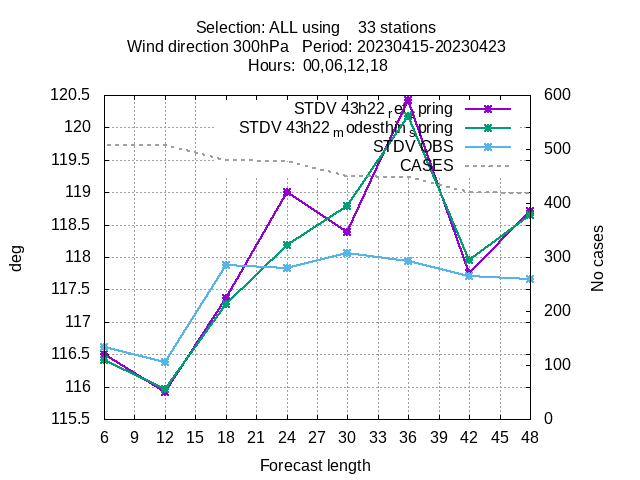 Selection: ALL using 33 stations
Wind direction 300hPa Period: 20230415-20230423
Hours: 00,06,12,18
120.5
120
119.5
119
118.5
118
117.5
117
116.5
116
115.5
600
500
400
300
200
100
0
deg
No cases
STDV 43h22_ref_spring
STDV 43h22_modesthin_spring
STDV OBS
CASES
6 9 12 15 18 21 24 27 30 33 36 39 42 45 48
Forecast length